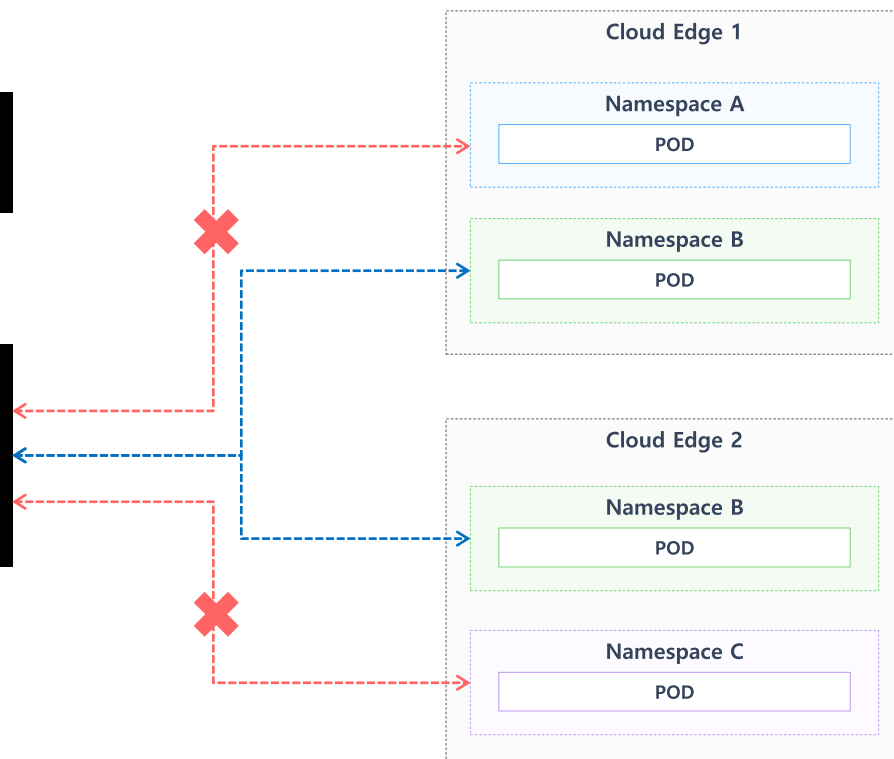 Cloud Edge 1
Namespace A
POD
Namespace B
POD
Cloud Edge 2
Namespace B
POD
Namespace C
POD